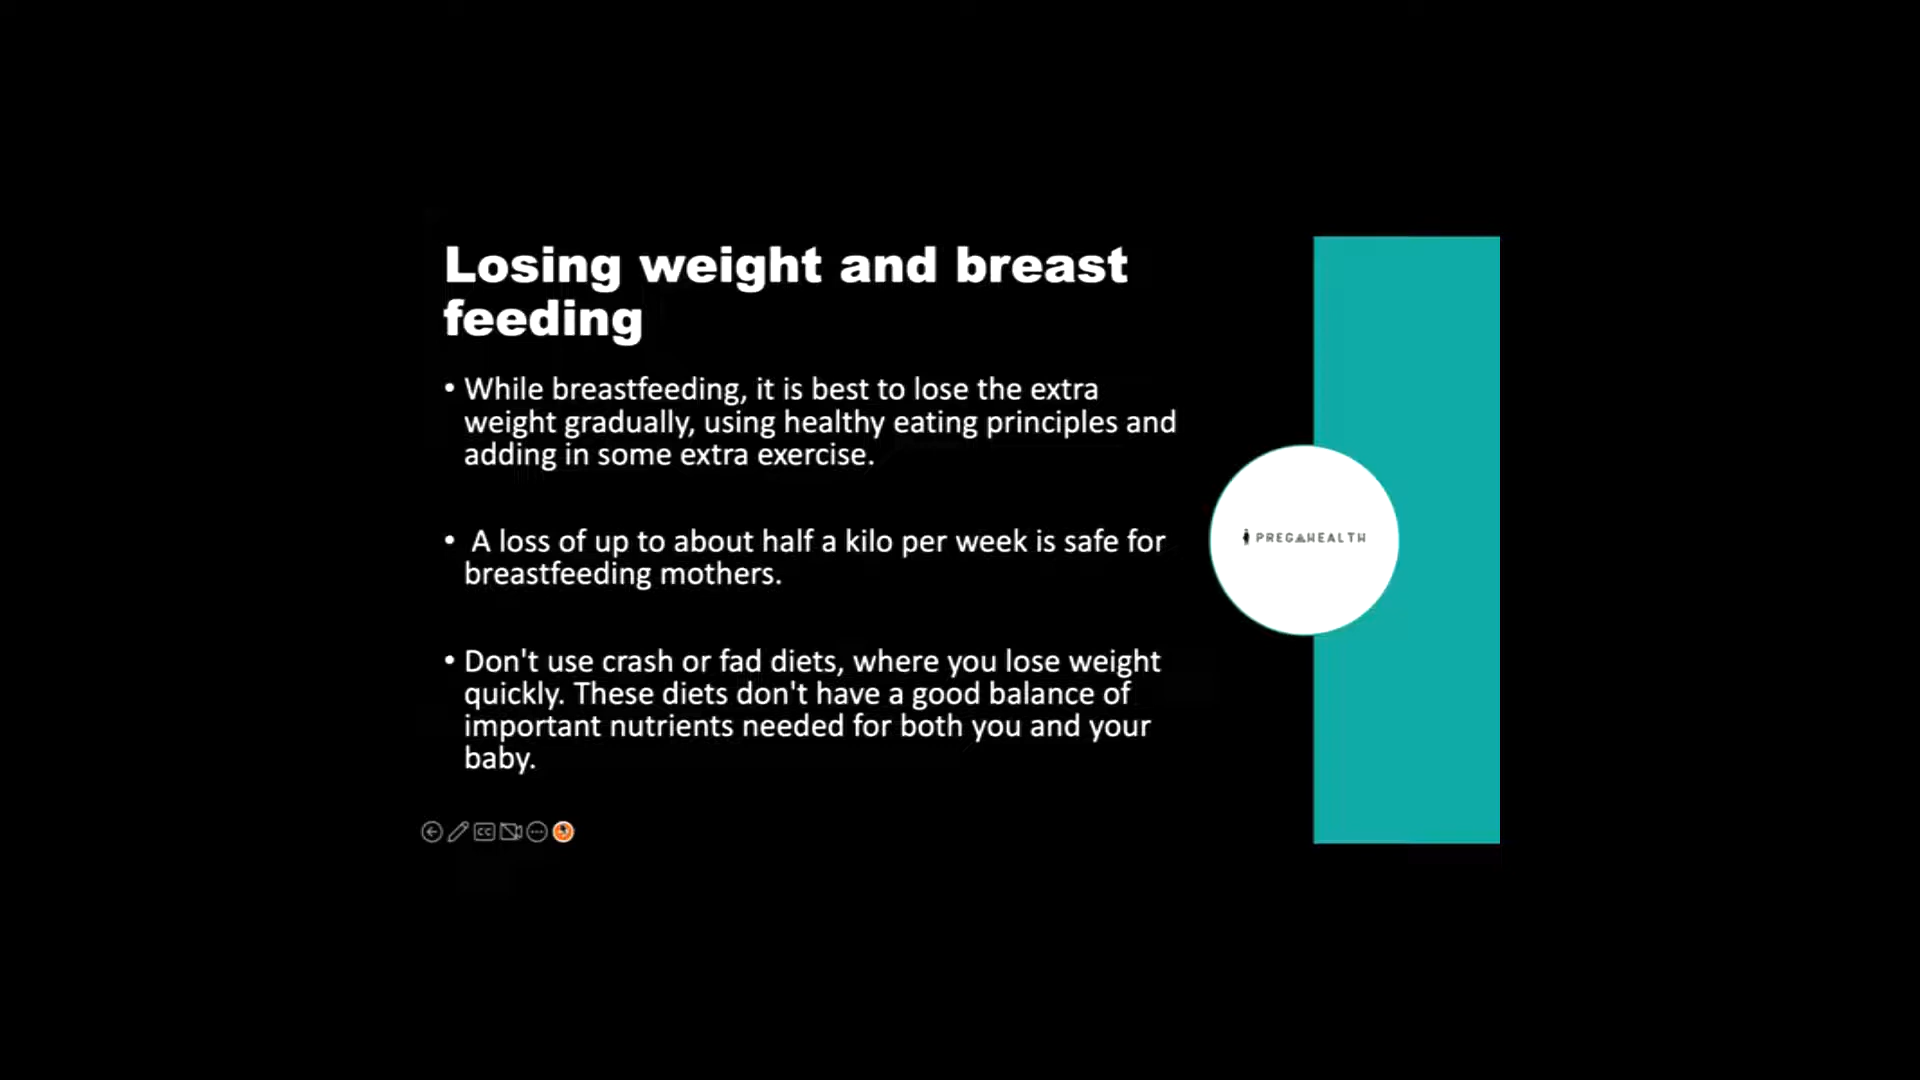 Losing weight and breast
feeding
• While breastfeeding, it is best to lose the extra
weight gradually, using healthy eating principles and
adding in some extra exercise.
• A loss of up to about half a kilo per week is safe for
breastfeeding mothers.
• Don't use crash or fad diets, where you lose weight
quickly. These diets don't have a good balance of
important nutrients needed for both you and your
baby.
PREGAHEALTH
CC